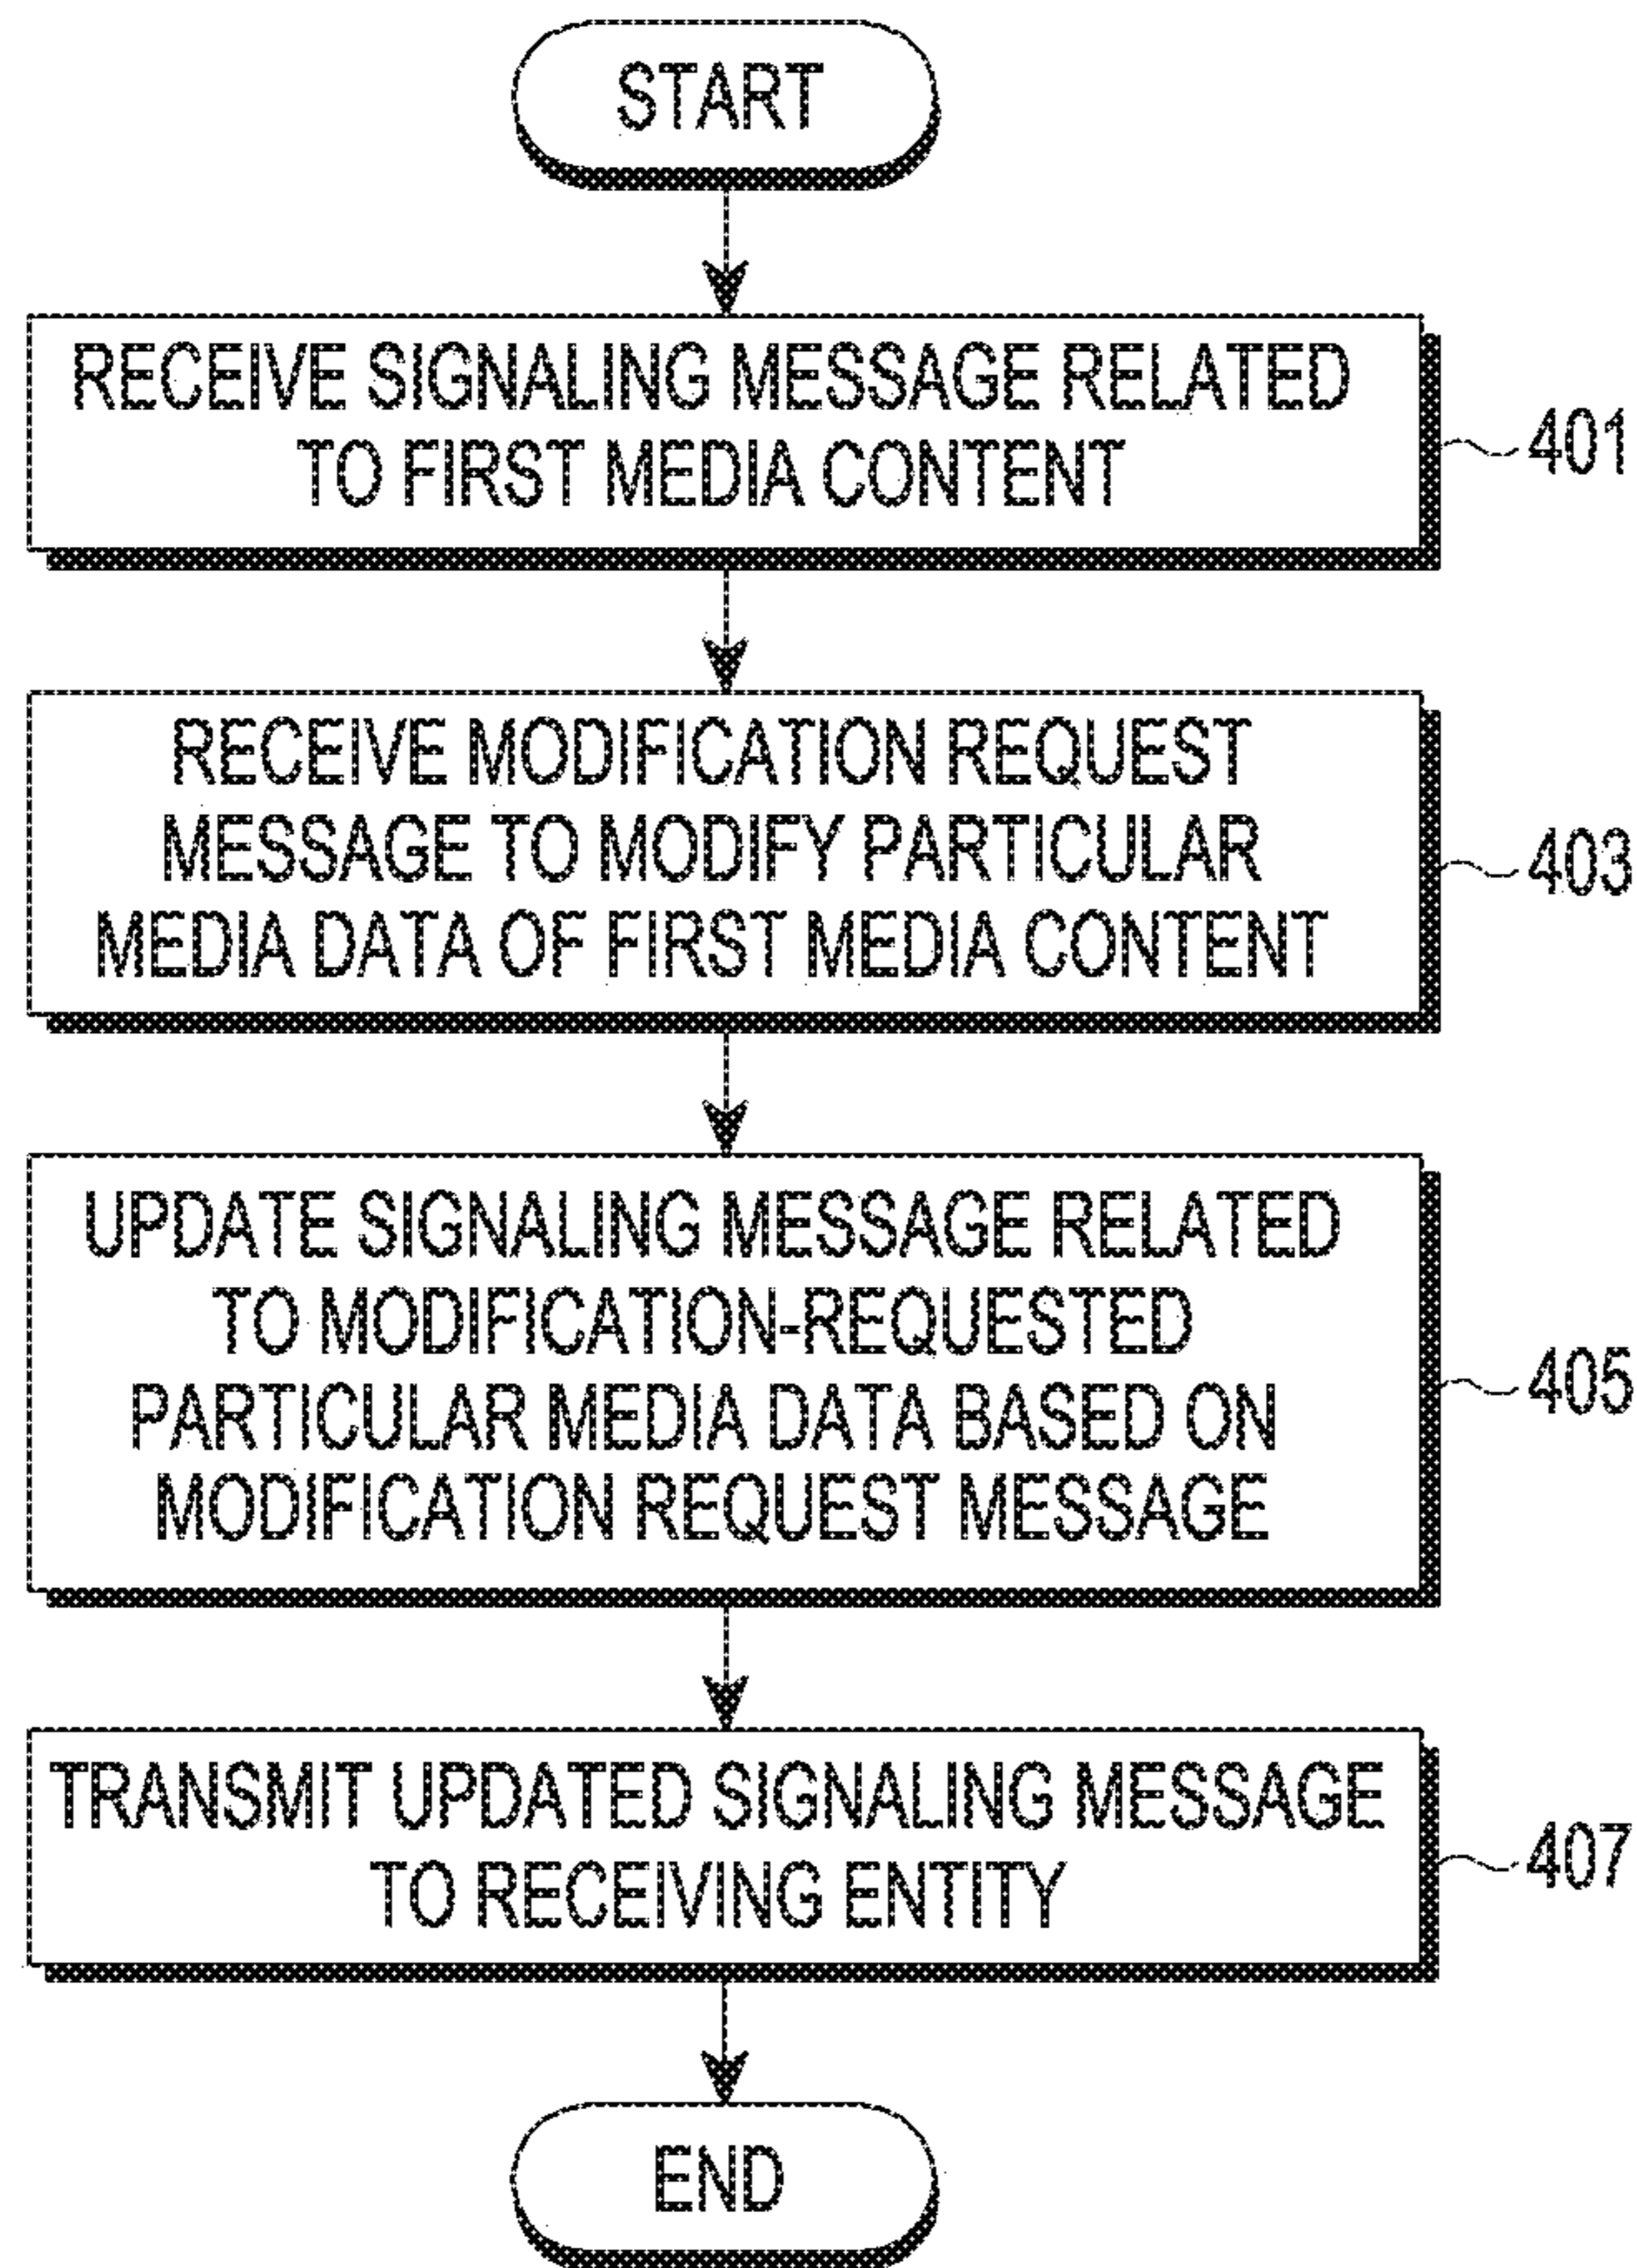 START
RECEIVE SIGNALING MESSAGE RELATED
TO FIRST MEDIA CONTENT
401
RECEIVE MODIFICATION REQUEST
MESSAGE TO MODIFY PARTICULAR
MEDIA DATA OF FIRST MEDIA CONTENT
403
UPDATE SIGNALING MESSAGE RELATED
TO MODIFICATION-REQUESTED
PARTICULAR MEDIA DATA BASED ON
MODIFICATION REQUEST MESSAGE
405
TRANSMIT UPDATED SIGNALING MESSAGE
TO RECEIVING ENTITY
407
END